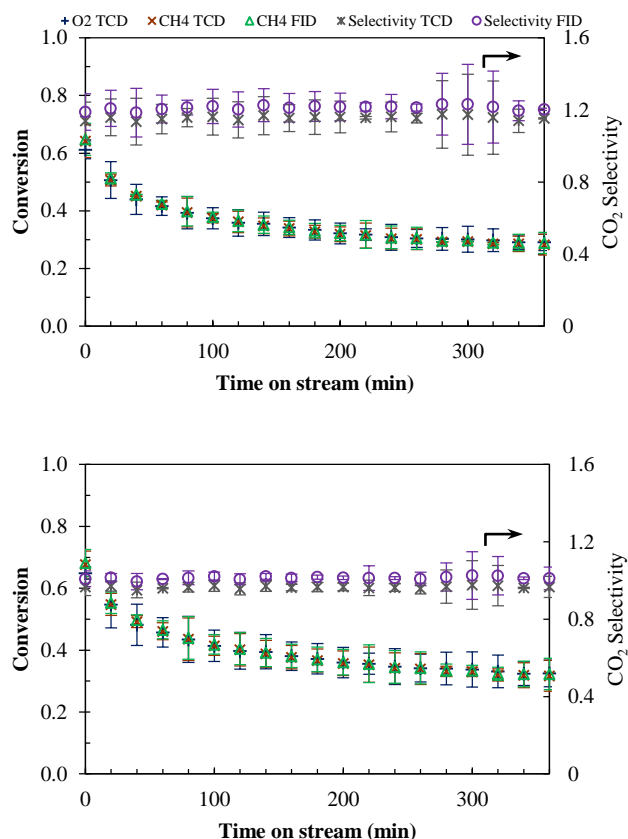 O2 TCD CH4 TCD CH4 FID Selectivity TCD Selectivity FID
1.0 1.6
0.8 1.2
0.6
0.8
0.4
0.4
0.2
0.0 0
0 100 200 300
Conversion
CO2 Selectivity
Time on stream (min)
1.0 1.6
0.8 1.2
0.6
0.8
0.4
0.4
0.2
0.0 0
0 100 200 300
Conversion
CO2 Selectivity
Time on stream (min)